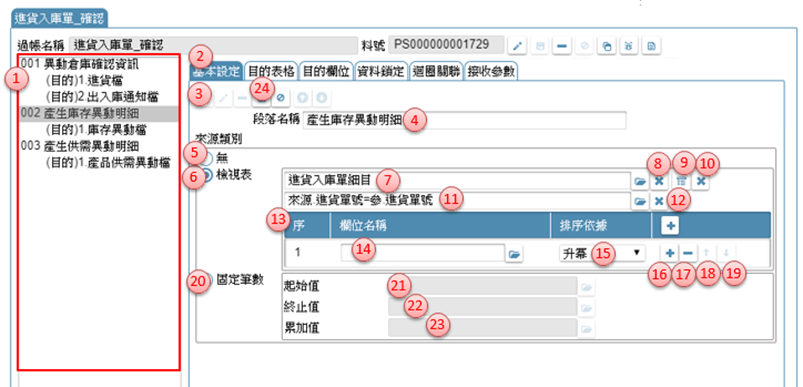 進貨入庫單_確認
過帳名稱 進貨入庫單_確認 料號 PS000000001729
001 異動倉庫確認資訊
(目的)1.進貨檔
(目的)2.出入庫通知檔
002 產生庫存異動明細
(目的)1.庫存異動檔
003 產生供需異動明細
(目的)1.產品供需異動檔
1
2
基本設定 目的表格 目的欄位 資料鎖定 迴圈關聯 接收參數
3 24
段落名稱 產生庫存異動明細 4
來源類別
5 無
6 檢視表
進貨入庫單細目 7 8 9 10
來源.進貨單號=參.進貨單號 11 12
13 序 欄位名稱 排序依據
1 14 升冪 15
16 17 18 19
20 固定筆數
起始值 21
終止值 22
累加值 23